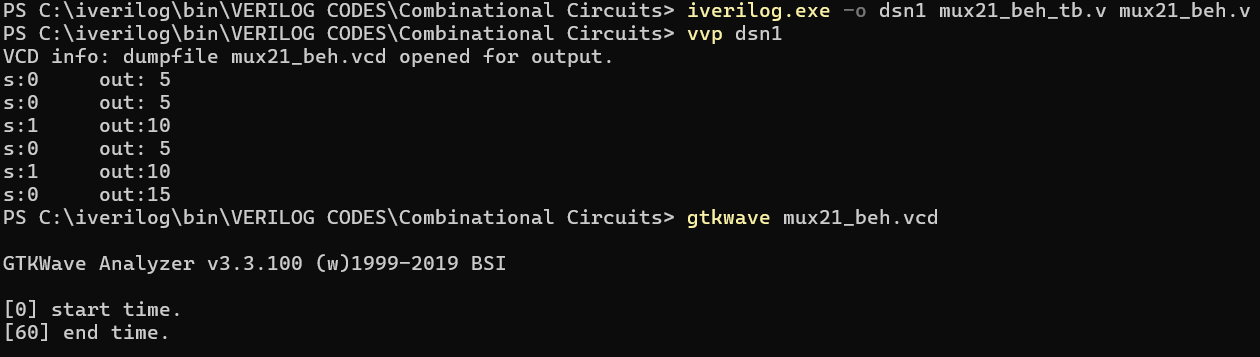 PS C:\iverilog\bin\VERILOG CODES\Combinational Circuits> iverilog.exe -o dsn1 mux21_beh_tb.v mux21_beh.v
PS C:\iverilog\bin\VERILOG CODES\Combinational Circuits> vvp dsn1
VCD info: dumpfile mux21_beh.vcd opened for output.
s:0     out: 5
s:0     out: 5
s:1     out:10
s:0     out: 5
s:1     out:10
s:0     out:15
PS C:\iverilog\bin\VERILOG CODES\Combinational Circuits> gtkwave mux21_beh.vcd
GTKWave Analyzer v3.3.100 (w)1999-2019 BSI
[0] start time.
[60] end time.